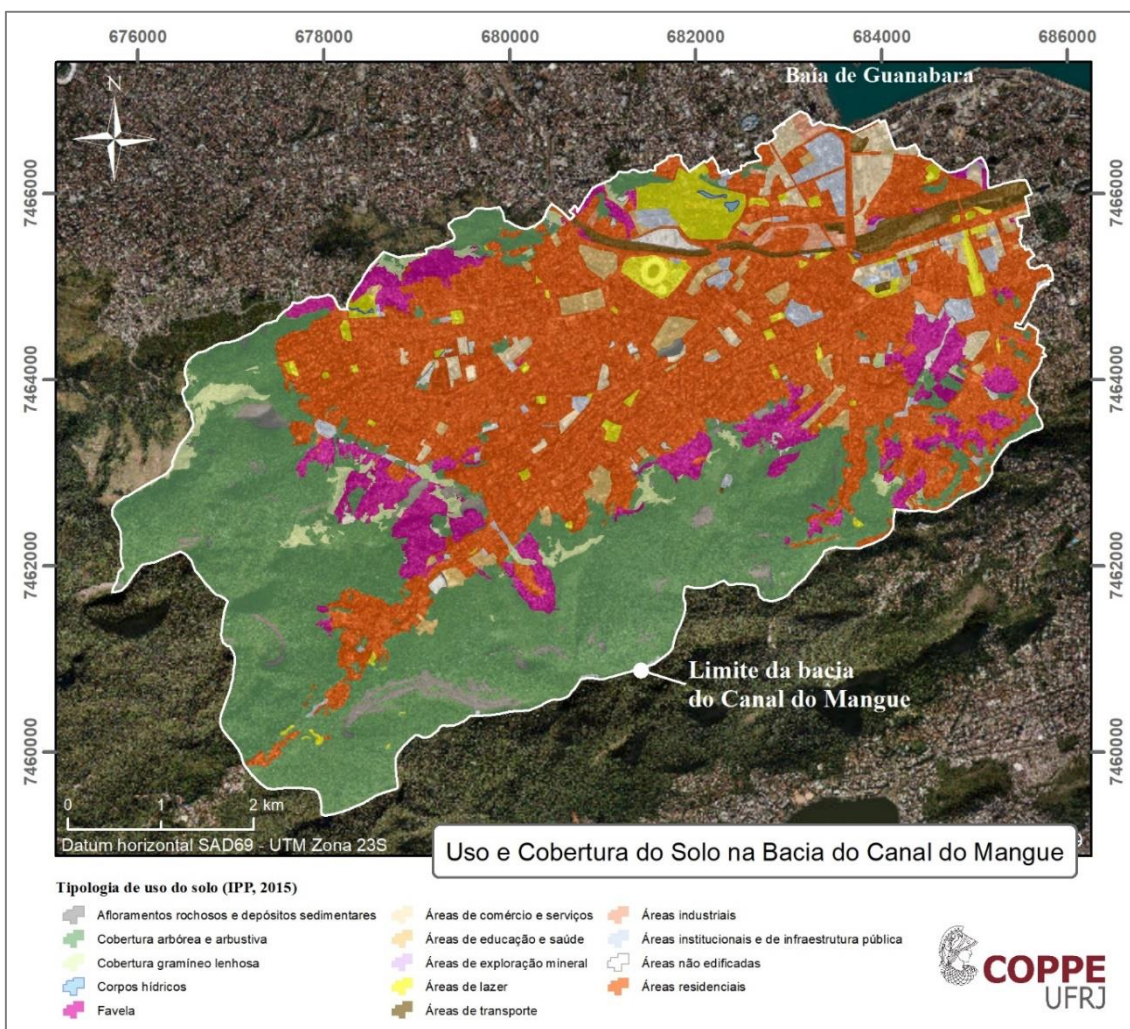 676000
678000
680000
682000
684000
686000
Baia de Guanabara
N
7466000
7466000
7464000
7464000
7462000
7462000
Limite da bacia
do Canal do Mangue
7460000
7460000
0 1 2 km
Datum horizontal SAD69 - UTM Zona 23S
Uso e Cobertura do Solo na Bacia do Canal do Mangue
Tipologia de uso do solo (IPP, 2015)
Afloramentos rochosos e depósitos sedimentares
Cobertura arbórea e arbustiva
Cobertura gramíneo lenhosa
Corpos hídricos
Favela
Áreas de comércio e serviços
Áreas de educação e saúde
Áreas de exploração mineral
Áreas de lazer
Áreas de transporte
Áreas industriais
Áreas institucionais e de infraestrutura pública
Áreas não edificadas
Áreas residenciais
COPPE
UFRJ